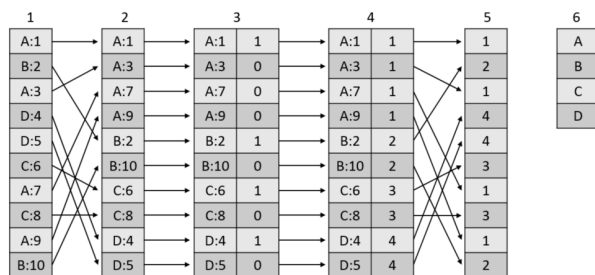 1 2 3 4 5 6
A:1 A:1 A:1 1 A:1 1 1 A
B:2 A:3 A:3 0 A:3 1 2 B
A:3 A:7 A:7 0 A:7 1 1 C
D:4 A:9 A:9 0 A:9 1 4 D
D:5 B:2 B:2 1 B:2 2 4
C:6 B:10 B:10 0 B:10 2 3
A:7 C:6 C:6 1 C:6 3 1
C:8 C:8 C:8 0 C:8 3 3
A:9 D:4 D:4 1 D:4 4 1
B:10 D:5 D:5 0 D:5 4 2